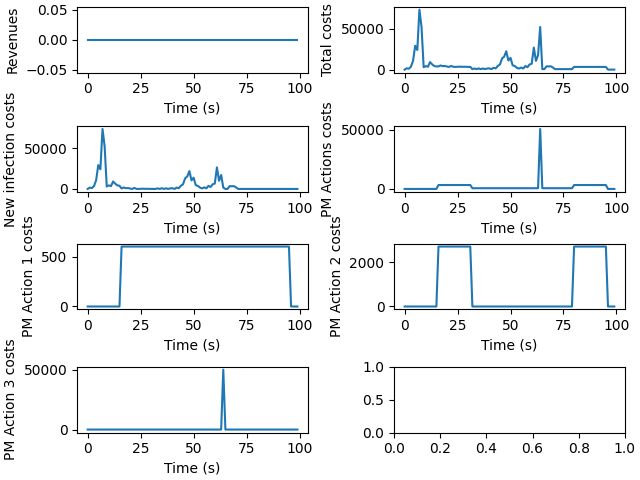 Revenues
0.05
0.00
−0.05
0 25 50 75 100
Time (s)
Total costs
50000
0
0 25 50 75 100
Time (s)
New infection costs
50000
0
0 25 50 75 100
Time (s)
PM Actions costs
50000
0
0 25 50 75 100
Time (s)
PM Action 1 costs
500
0
0 25 50 75 100
Time (s)
PM Action 2 costs
2000
0
0 25 50 75 100
Time (s)
PM Action 3 costs
50000
0
0 25 50 75 100
Time (s)
1.0
0.5
0.0
0.0 0.2 0.4 0.6 0.8 1.0